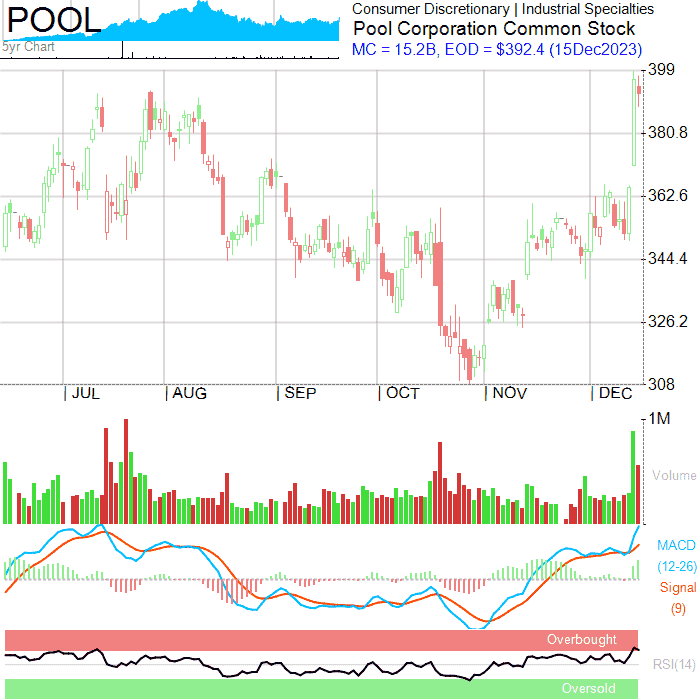 POOL
5yr Chart
Consumer Discretionary | Industrial Specialties
Pool Corporation Common Stock
MC = 15.2B, EOD = $392.4 (15Dec2023)
399
380.8
362.6
344.4
326.2
308
| JUL | AUG | SEP | OCT | NOV | DEC
1M
Volume
MACD
(12-26)
Signal
(9)
Overbought
RSI(14)
Oversold